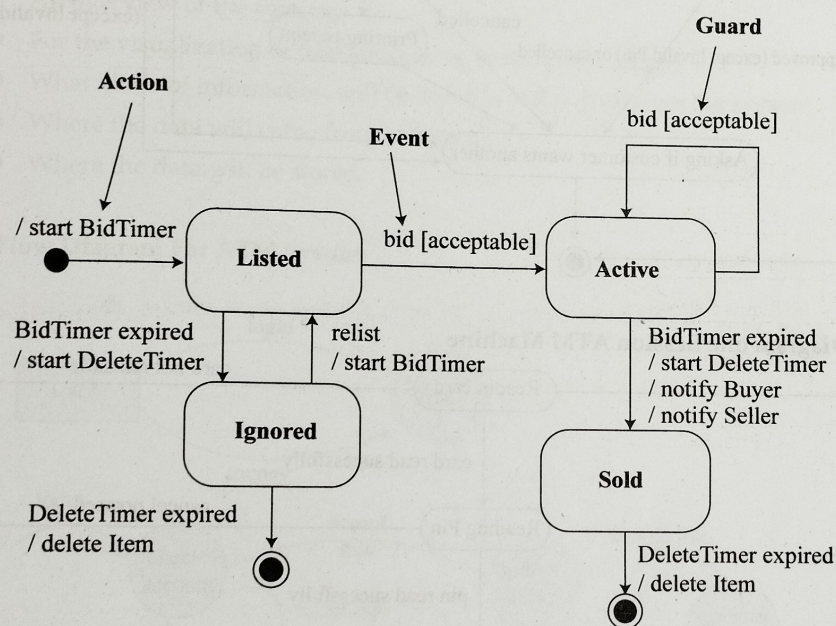 Guard
Action
bid [acceptable]
Event
/ start BidTimer
bid [acceptable]
Listed
Active
BidTimer expired
/ start DeleteTimer
relist
/ start BidTimer
BidTimer expired
/ start DeleteTimer
/ notify Buyer
/ notify Seller
Ignored
Sold
DeleteTimer expired
/ delete Item
DeleteTimer expired
/ delete Item